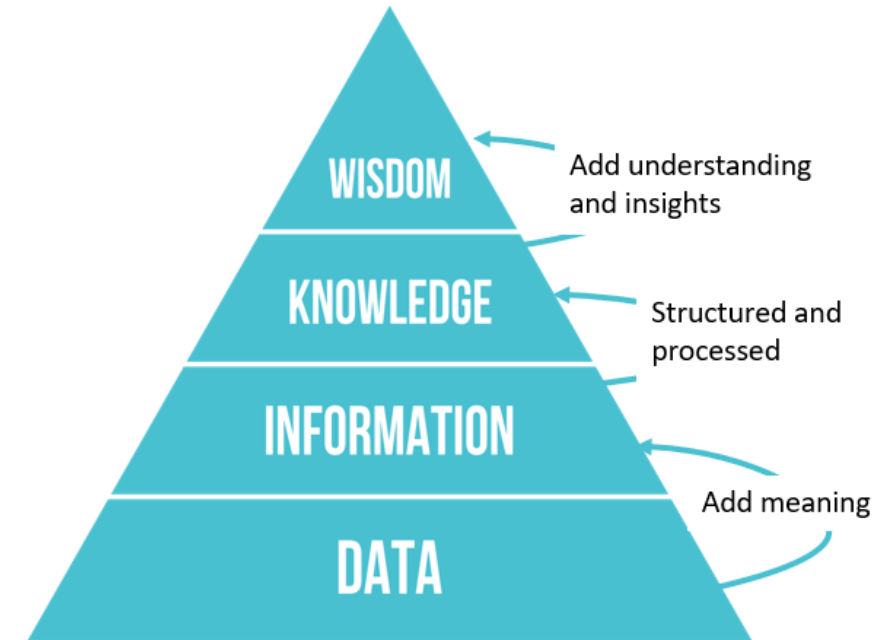 WISDOM
Add understanding
and insights
KNOWLEDGE
Structured and
processed
INFORMATION
Add meaning
DATA